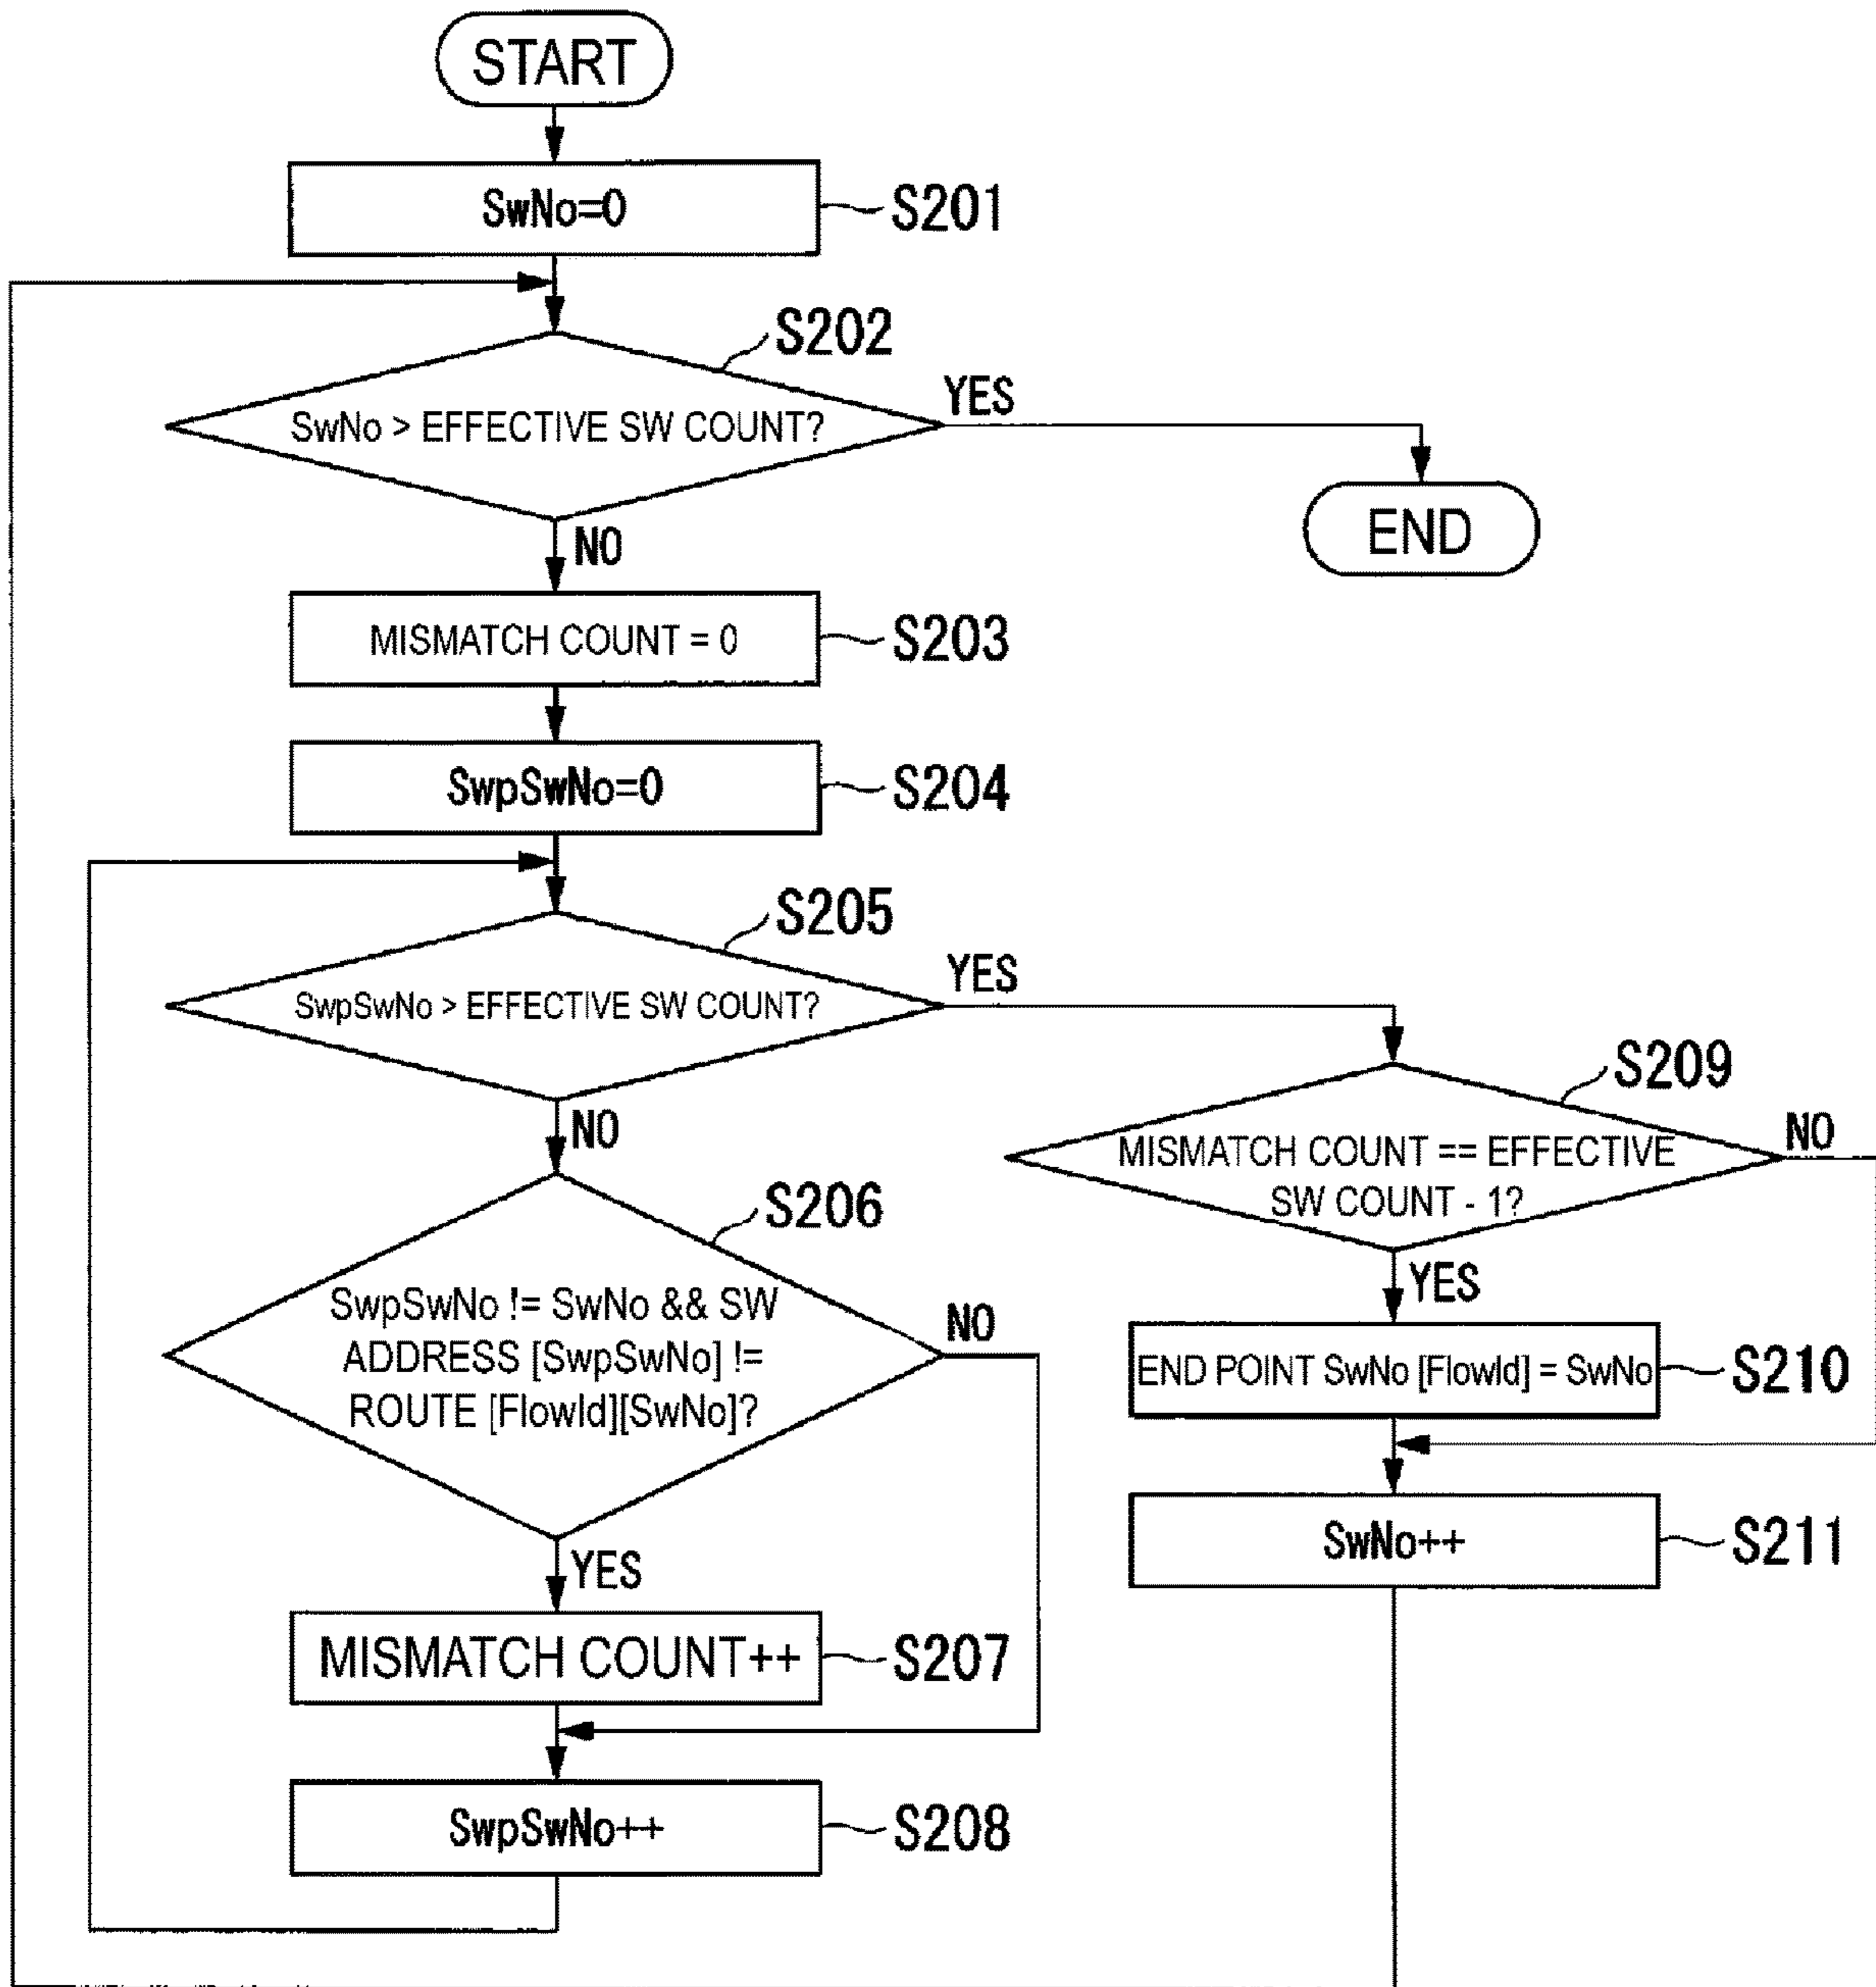 START
SwNo=0
S201
S202
SwNo > EFFECTIVE SW COUNT?
YES
END
NO
MISMATCH COUNT = 0
S203
SwpSwNo=0
S204
S205
SwpSwNo > EFFECTIVE SW COUNT?
YES
NO
S206
SwpSwNo != SwNo && SW
ADDRESS [SwpSwNo] !=
ROUTE [FlowId][SwNo]?
NO
YES
MISMATCH COUNT++
S207
SwpSwNo++
S208
S209
MISMATCH COUNT == EFFECTIVE
SW COUNT - 1?
NO
YES
END POINT SwNo [FlowId] = SwNo
S210
SwNo++
S211